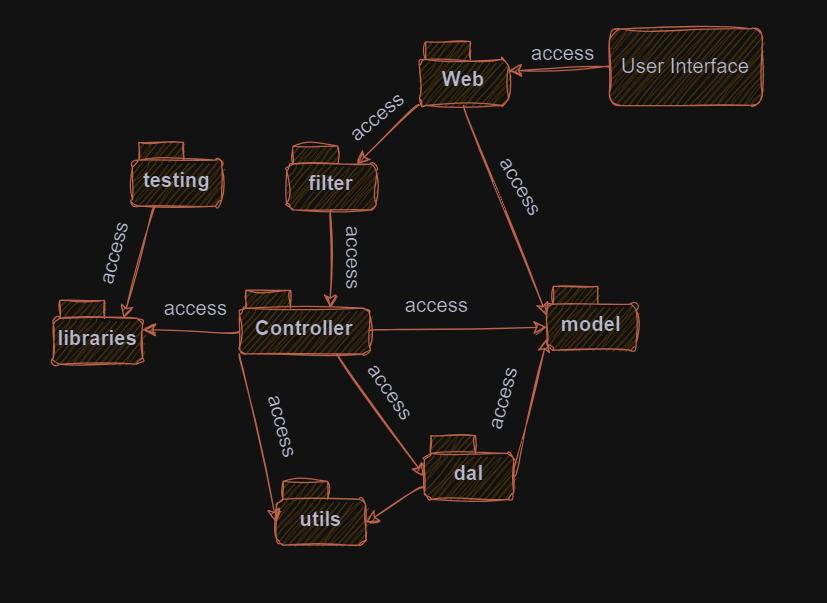 access
User Interface
Web
access
testing
filter
access
access
access
access
access
libraries
Controller
model
access
access
access
dal
utils